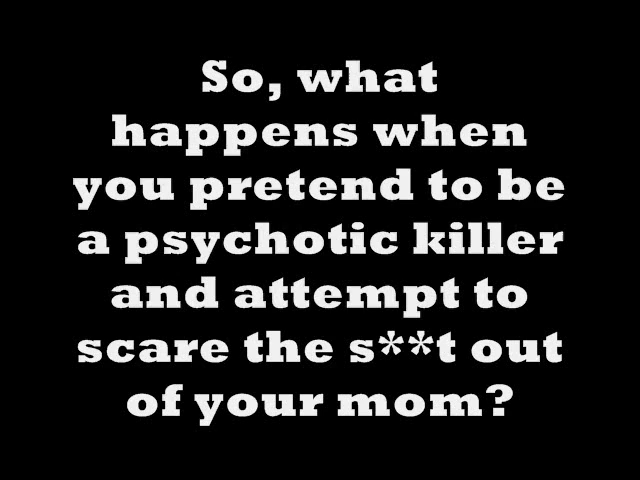 So, what
happens when
you pretend to be
a psychotic killer
and attempt to
scare the s**t out
of your mom?